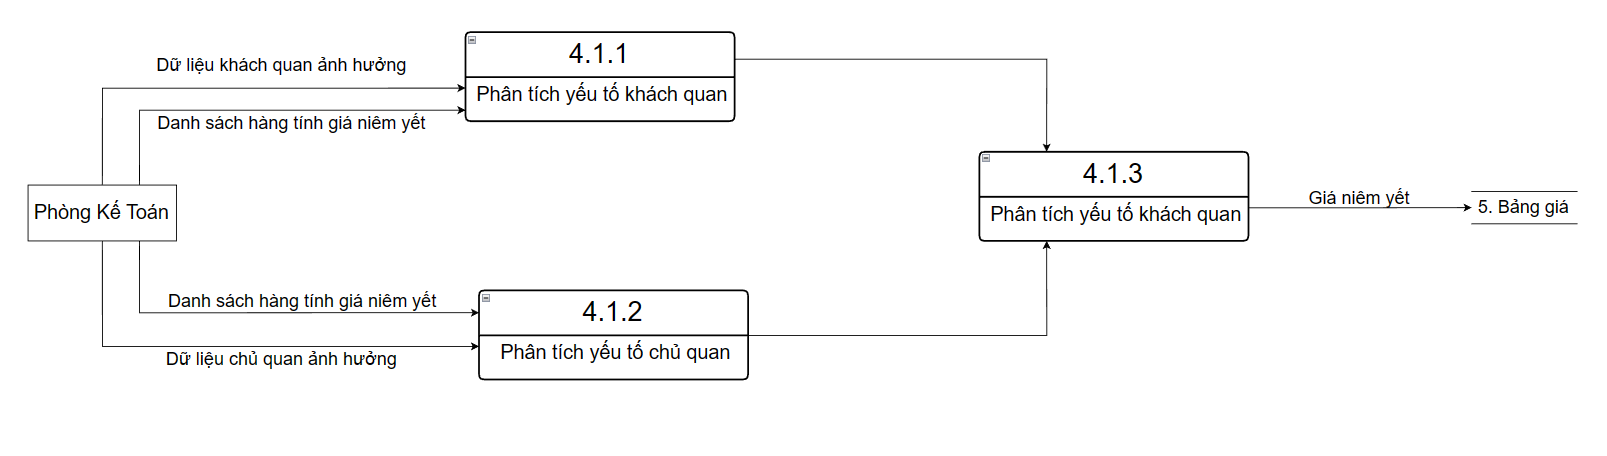 4.1.1
Dữ liệu khách quan ảnh hưởng
Phân tích yếu tố khách quan
Danh sách hàng tính giá niêm yết
4.1.3
Phòng Kế Toán
Phân tích yếu tố khách quan
Giá niêm yết
5. Bảng giá
Danh sách hàng tính giá niêm yết
4.1.2
Dữ liệu chủ quan ảnh hưởng
Phân tích yếu tố chủ quan